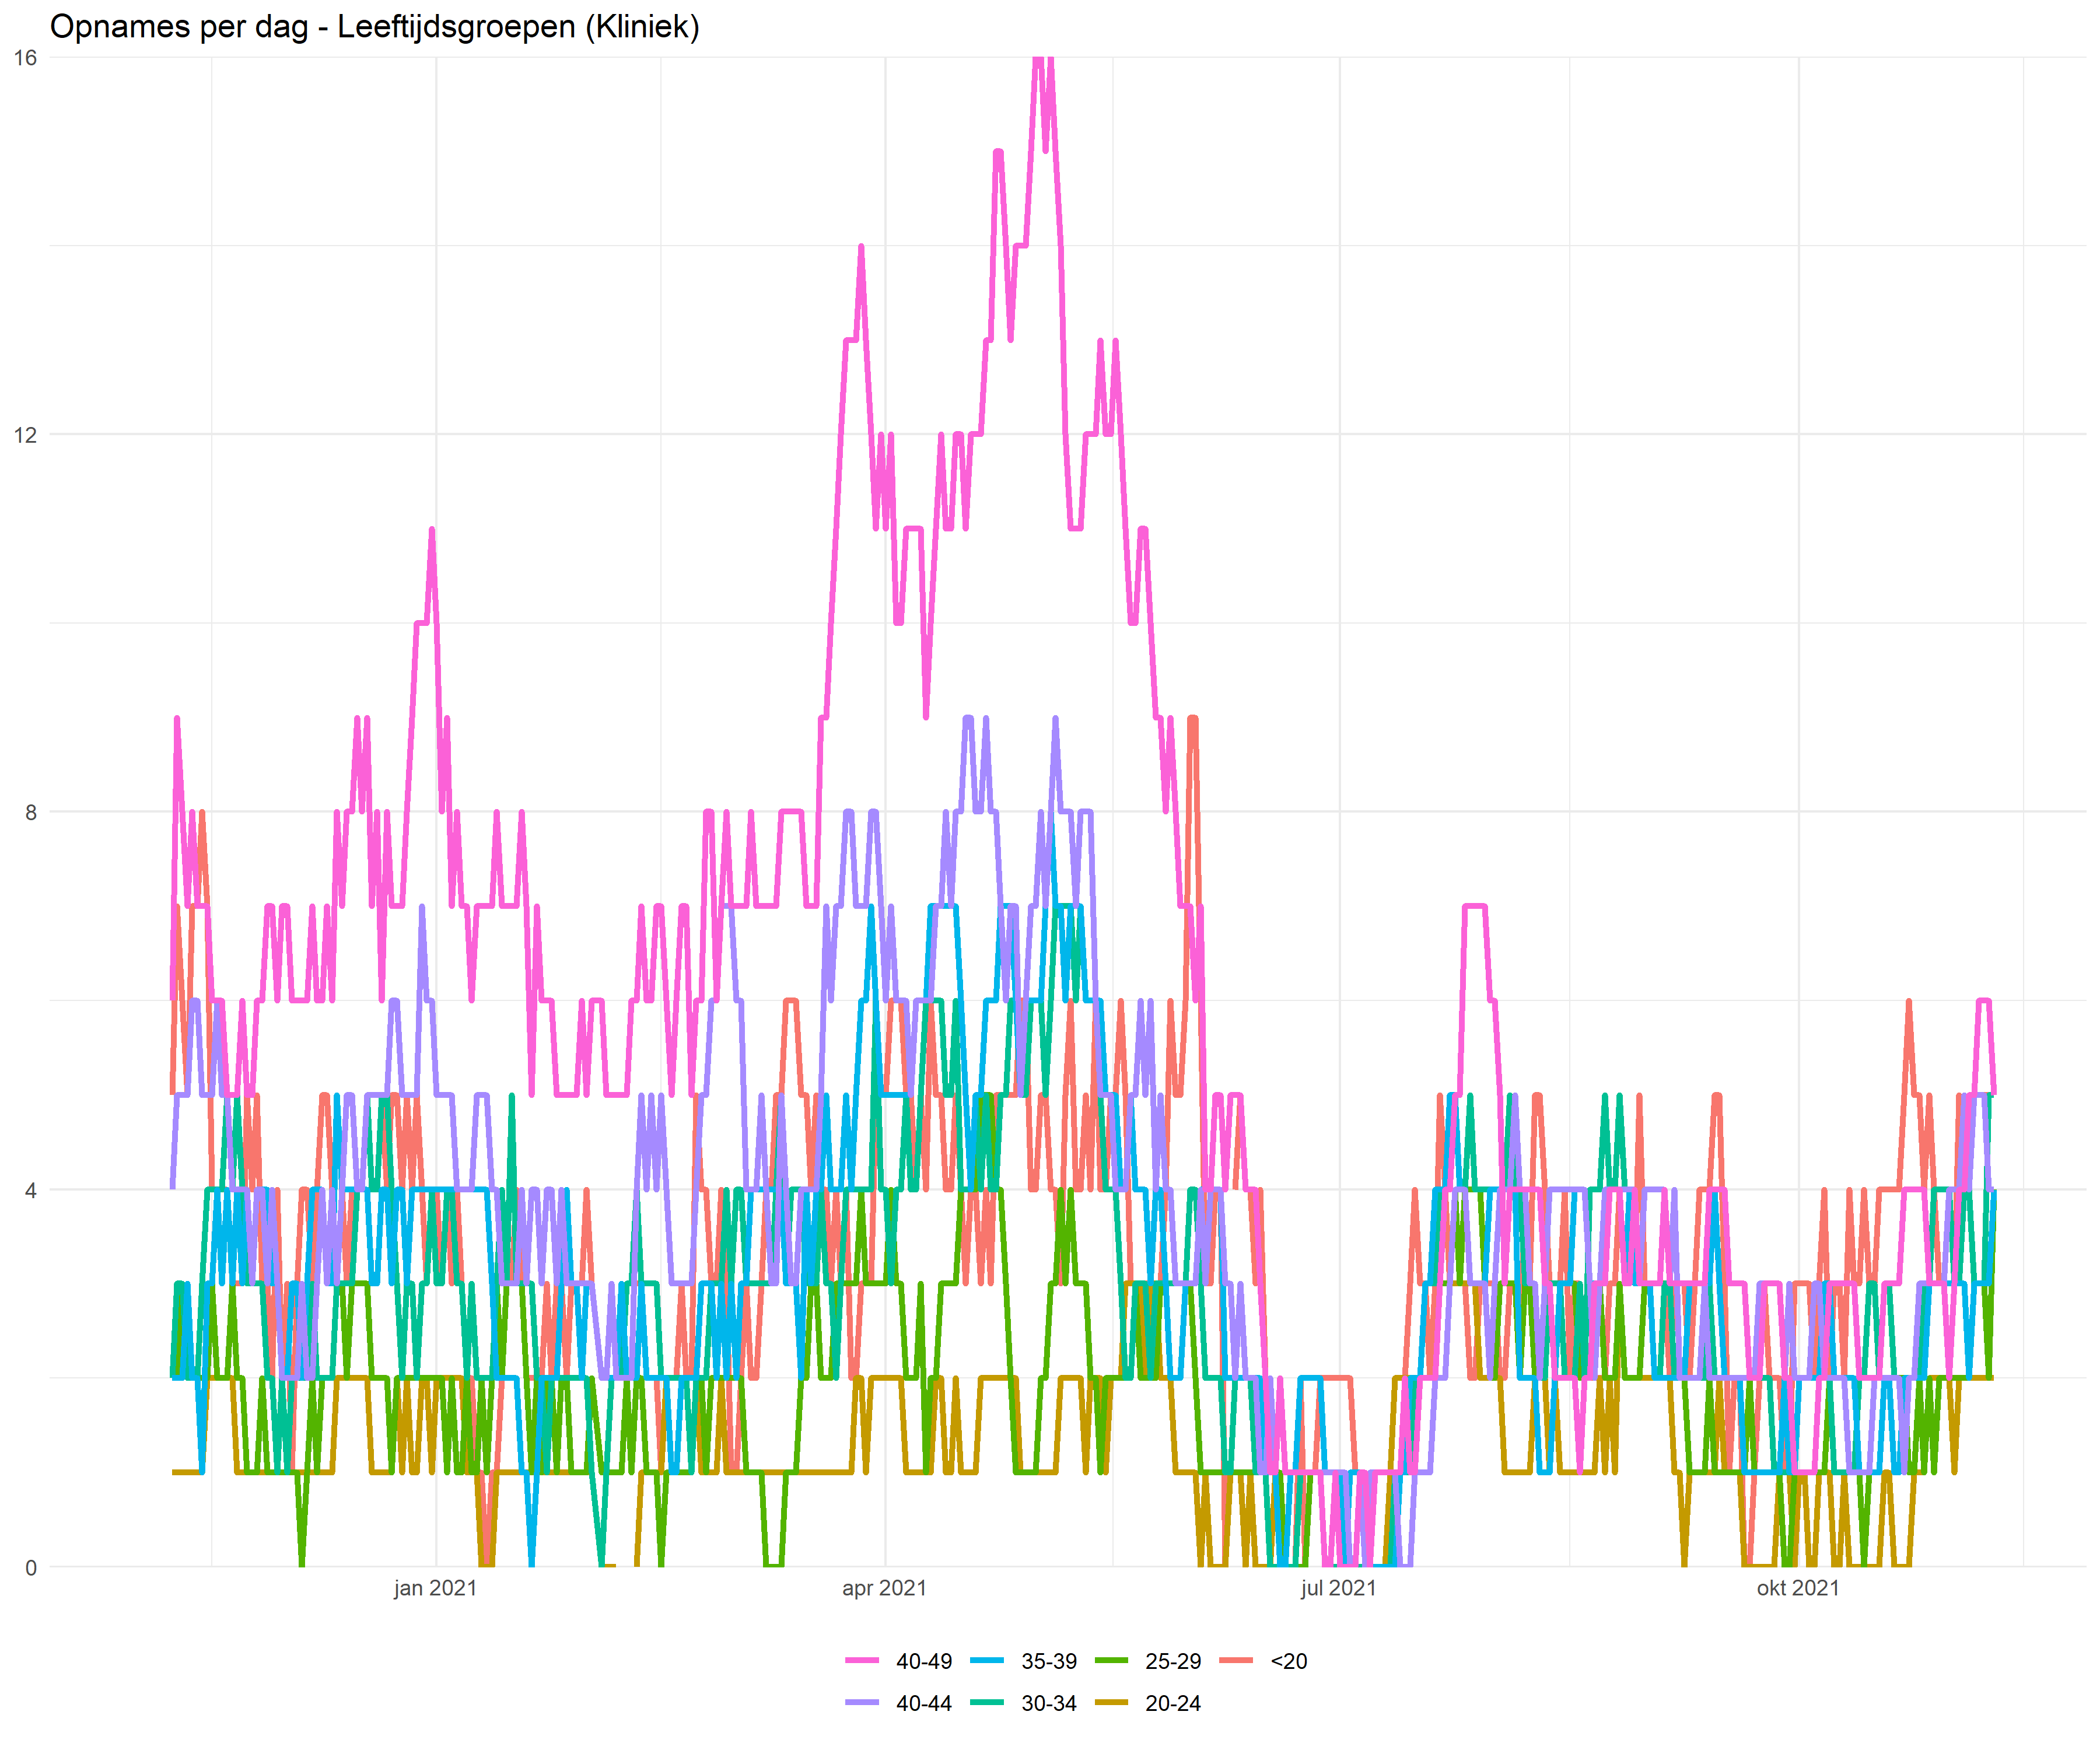 Opnames per dag - Leeftijdsgroepen (Kliniek)
16
12
8
4
0
jan 2021 apr 2021 jul 2021 okt 2021
40-49 35-39 25-29 <20
40-44 30-34 20-24